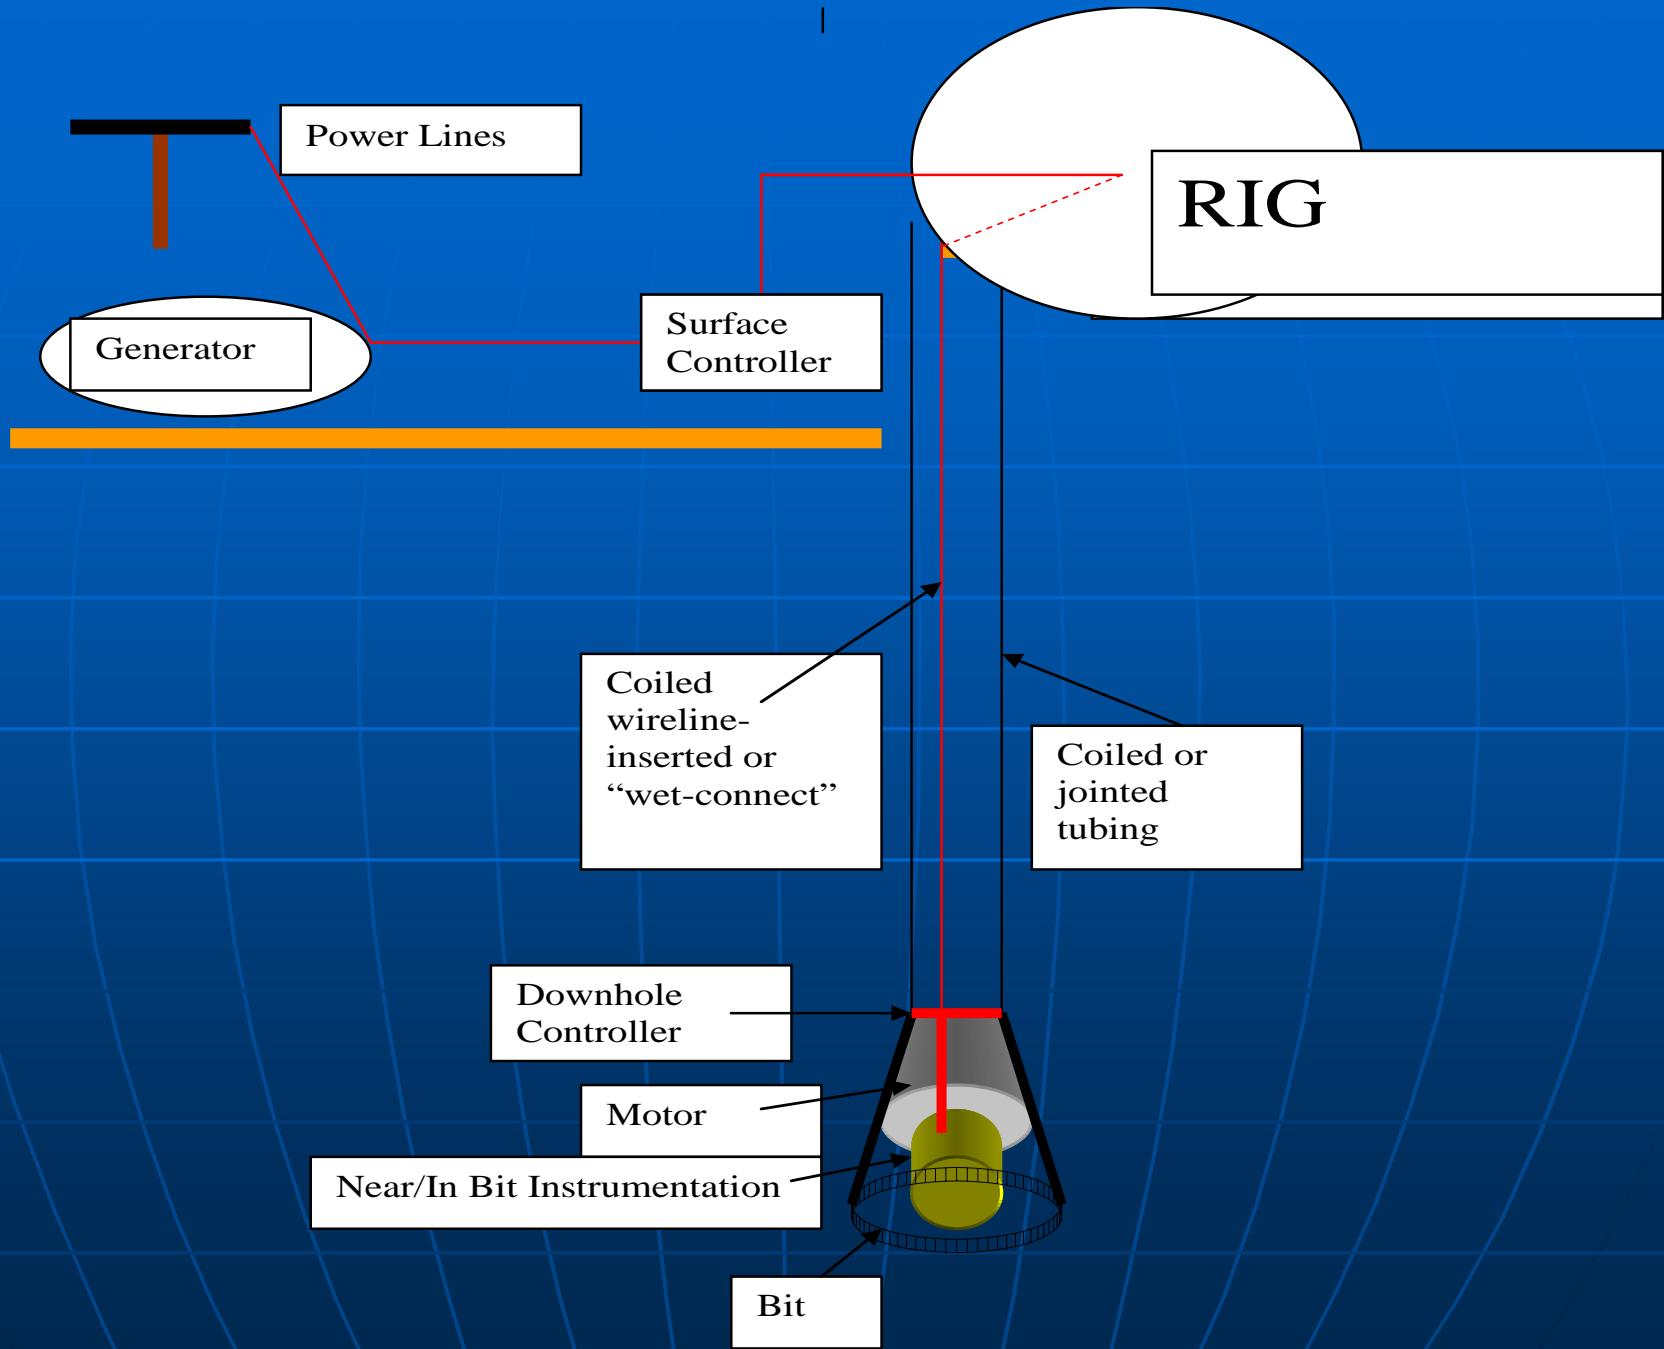 Power Lines
RIG
Generator
Surface
Controller
Coiled
wireline-
inserted or
“wet-connect”
Coiled or
jointed
tubing
Downhole
Controller
Motor
Near/In Bit Instrumentation
Bit